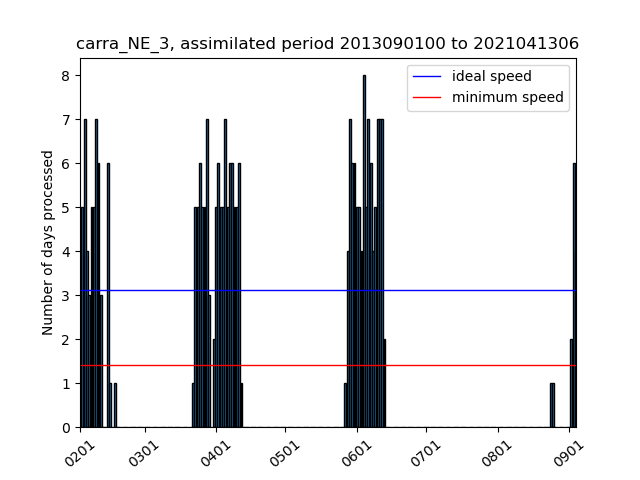 carra_NE_3, assimilated period 2013090100 to 2021041306
ideal speed
minimum speed
Number of days processed
8
7
6
5
4
3
2
1
0
0201 0301 0401 0501 0601 0701 0801 0901